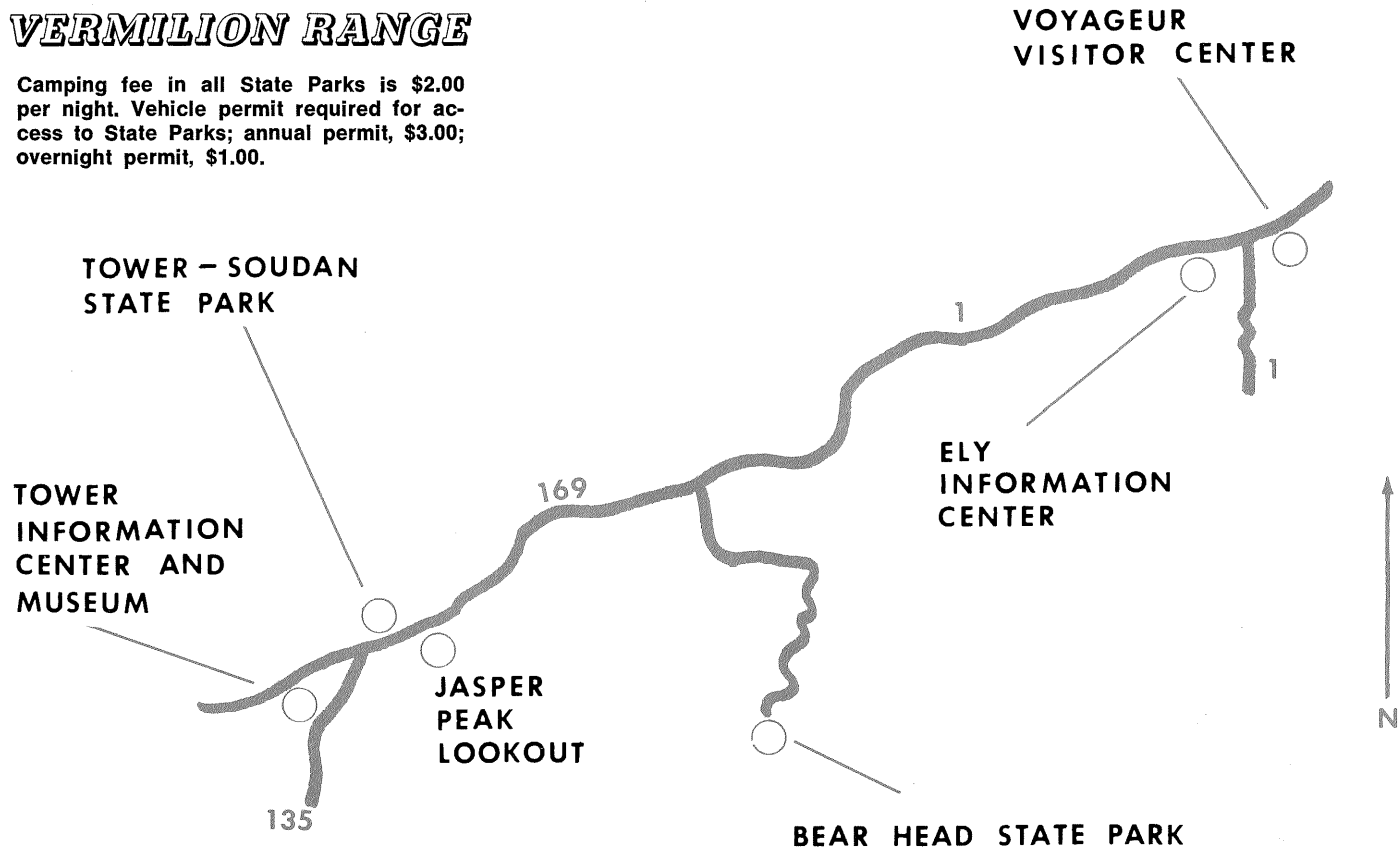 VERMILION RANGE
Camping fee in all State Parks is $2.00
per night. Vehicle permit required for ac-
cess to State Parks; annual permit, $3.00;
overnight permit, $1.00.
VOYAGEUR
VISITOR CENTER
TOWER – SOUDAN
STATE PARK
1
1
ELY
INFORMATION
CENTER
169
TOWER
INFORMATION
CENTER AND
MUSEUM
JASPER
PEAK
LOOKOUT
N
135
BEAR HEAD STATE PARK